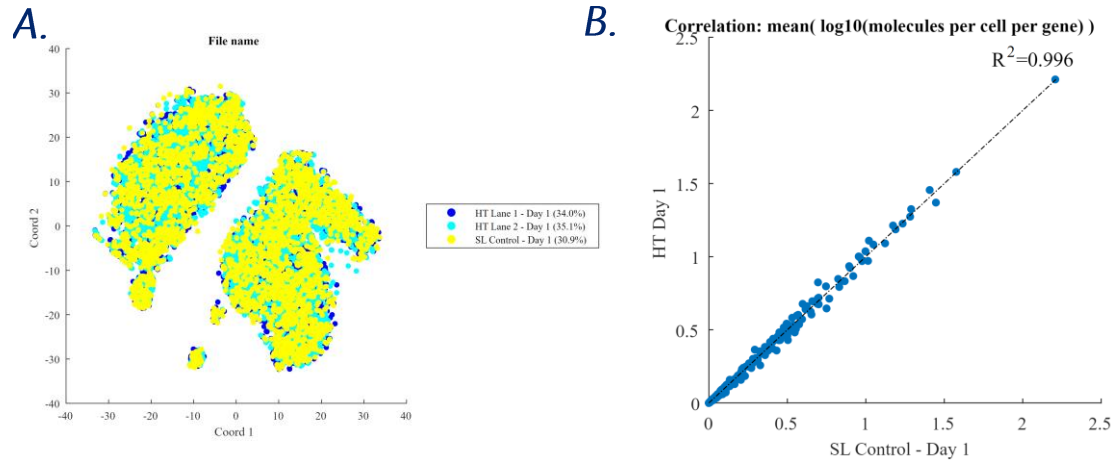 A.
File name
40
30
20
10
0
-10
-20
-30
-40
Coord 2
-40 -30 -20 -10 0 10 20 30 40
Coord 1
HT Lane 1 - Day 1 (34.0%)
HT Lane 2 - Day 1 (35.1%)
SL Control - Day 1 (30.9%)
B.
Correlation: mean( log10(molecules per cell per gene) )
R²=0.996
2.5
2
1.5
1
0.5
0
HT Day 1
0 0.5 1 1.5 2 2.5
SL Control - Day 1